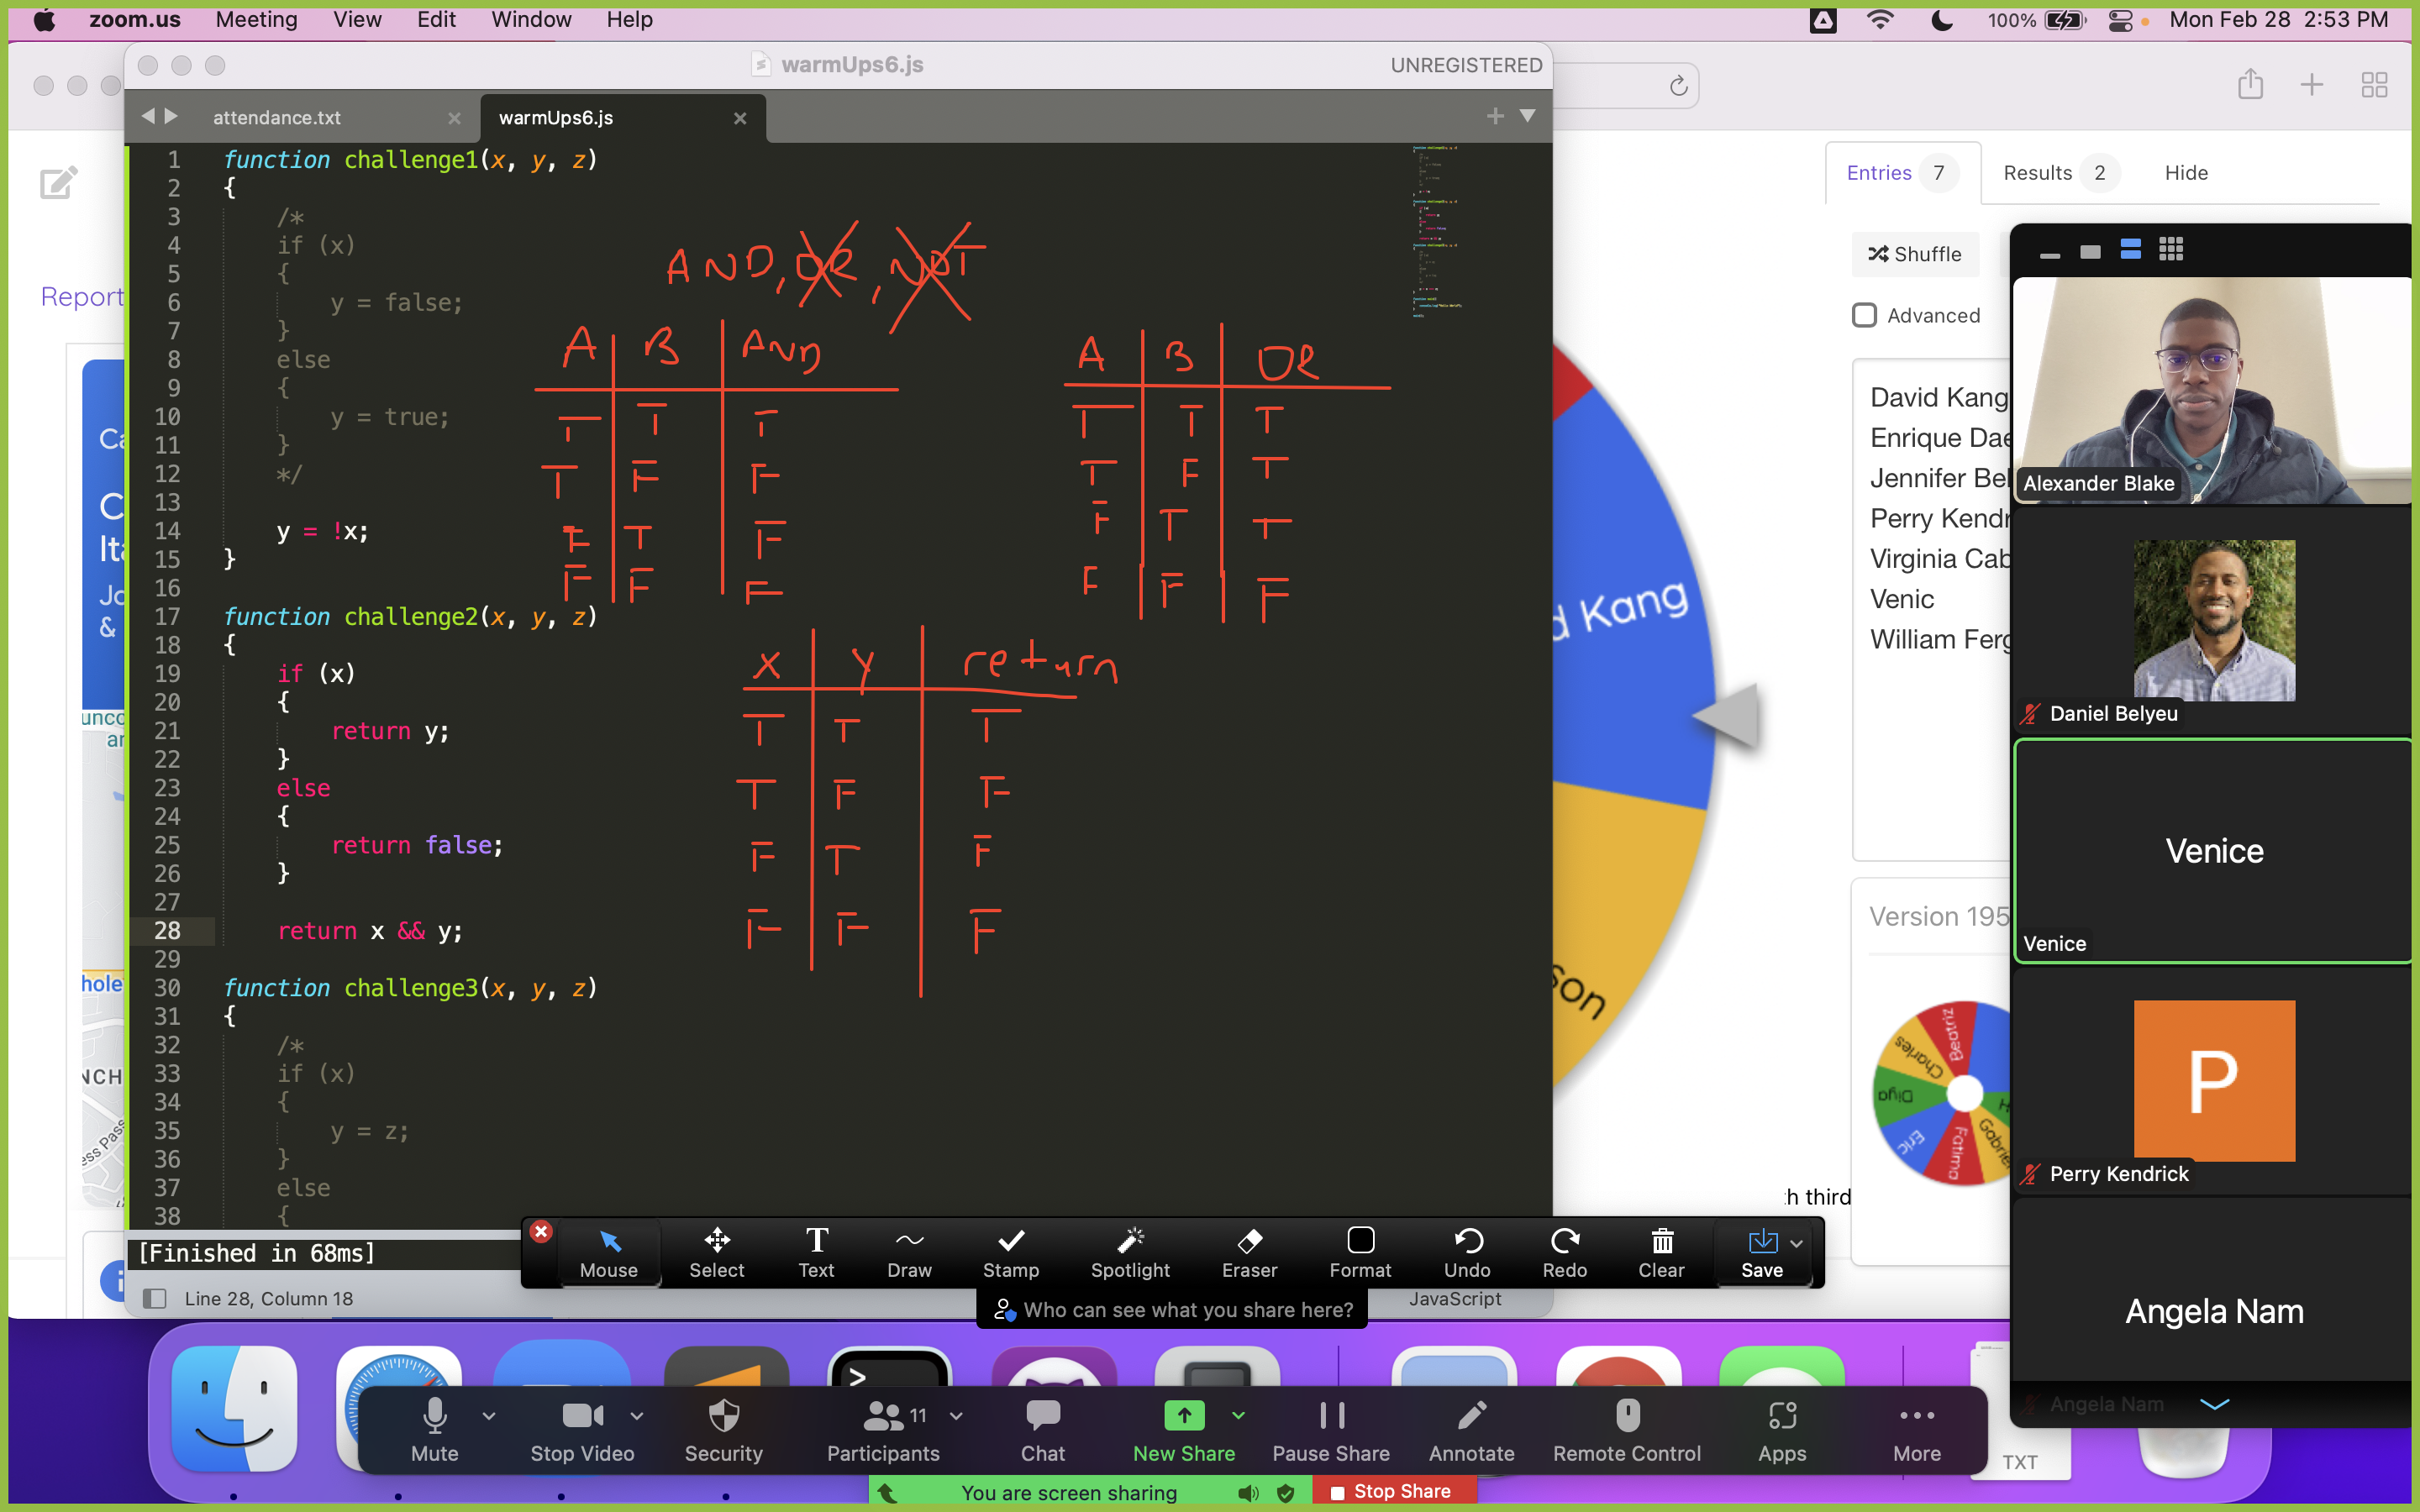 zoom.us Meeting View Edit Window Help 100% Mon Feb 28 2:53 PM
warmUps6.js UNREGISTERED
attendance.txt warmUps6.js
1 function challenge1(x, y, z)
2 {
3 /*
4 if (x)
5 {
6 y = false;
7 }
8 else
9 {
10 y = true;
11 }
12 */
13
14 y = !x;
15 }
16
17 function challenge2(x, y, z)
18 {
19 if (x)
20 {
21 return y;
22 }
23 else
24 {
25 return false;
26 }
27
28 return x && y;
29
30 function challenge3(x, y, z)
31 {
32 /*
33 if (x)
34 {
35 y = z;
36 }
37 else
38 {
[Finished in 68ms]
Line 28, Column 18 JavaScript
AND, OR, NOT
A B AND
T T T
T F F
F T F
F F F
A B OR
T T T
T F T
F T T
F F F
X Y return
T T T
T F F
F T F
F F F
Report
Entries 7 Results 2 Hide
Shuffle
Advanced
David Kang
Enrique Dae
Jennifer Bel
Perry Kendr
Virginia Cab
Venic
William Ferg
d Kang
son
Version 195
Beatriz
Charles
Diya
Eric
Fatima
Gabrie
H
h third
Alexander Blake
Daniel Belyeu
Venice
Venice
P
Perry Kendrick
Angela Nam
Angela Nam
Mouse Select Text Draw Stamp Spotlight Eraser Format Undo Redo Clear Save
Who can see what you share here?
11
Mute Stop Video Security Participants Chat New Share Pause Share Annotate Remote Control Apps More
TXT
You are screen sharing Stop Share